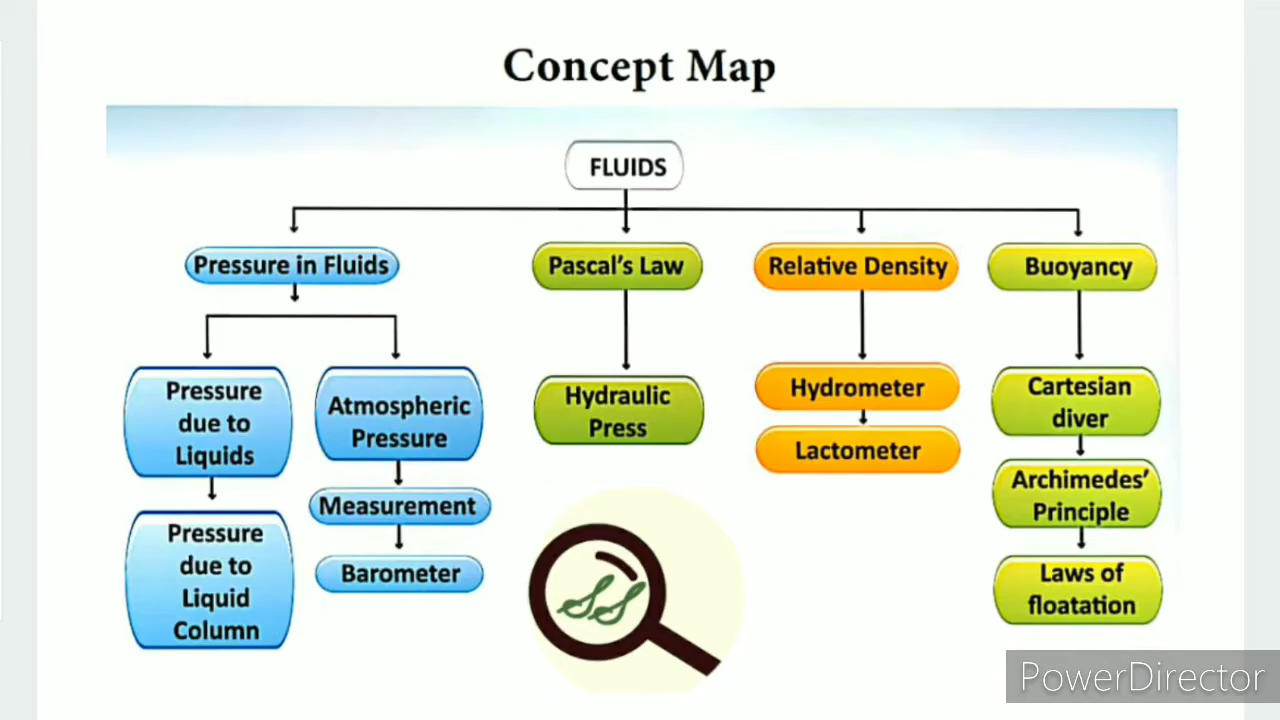 Concept Map
FLUIDS
Pressure in Fluids
Pascal's Law
Relative Density
Buoyancy
Pressure
due to
Liquids
Atmospheric
Pressure
Hydraulic
Press
Hydrometer
Cartesian
diver
Lactometer
Archimedes'
Principle
Measurement
Pressure
due to
Liquid
Column
Barometer
Laws of
floatation
PowerDirector